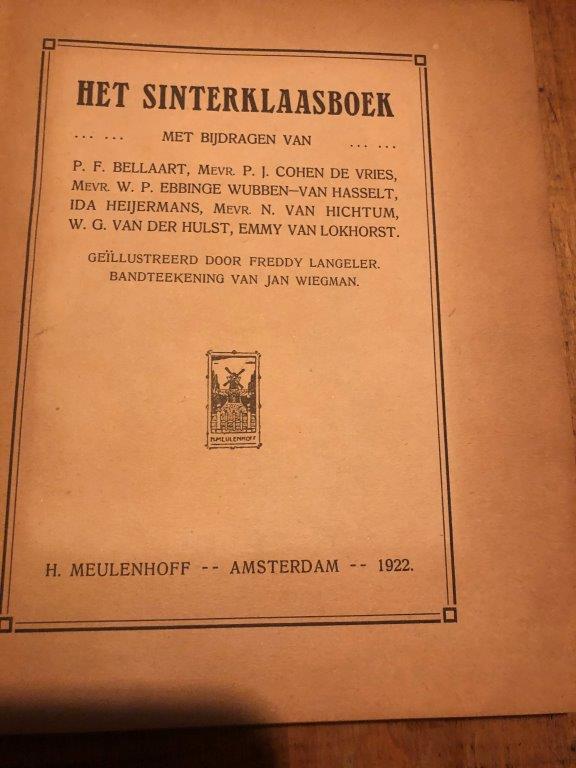 HET SINTERKLAASBOEK
... ... MET BIJDRAGEN VAN ... ...
P. F. BELLAART, MEVR. P. J. COHEN DE VRIES,
MEVR. W. P. EBBINGE WUBBEN—VAN HASSELT,
IDA HEIJERMANS, MEVR. N. VAN HICHTUM,
W. G. VAN DER HULST, EMMY VAN LOKHORST.
GEÏLLUSTREERD DOOR FREDDY LANGELER.
BANDTEEKENING VAN JAN WIEGMAN.
H.MEULENHOFF
H. MEULENHOFF -- AMSTERDAM -- 1922.